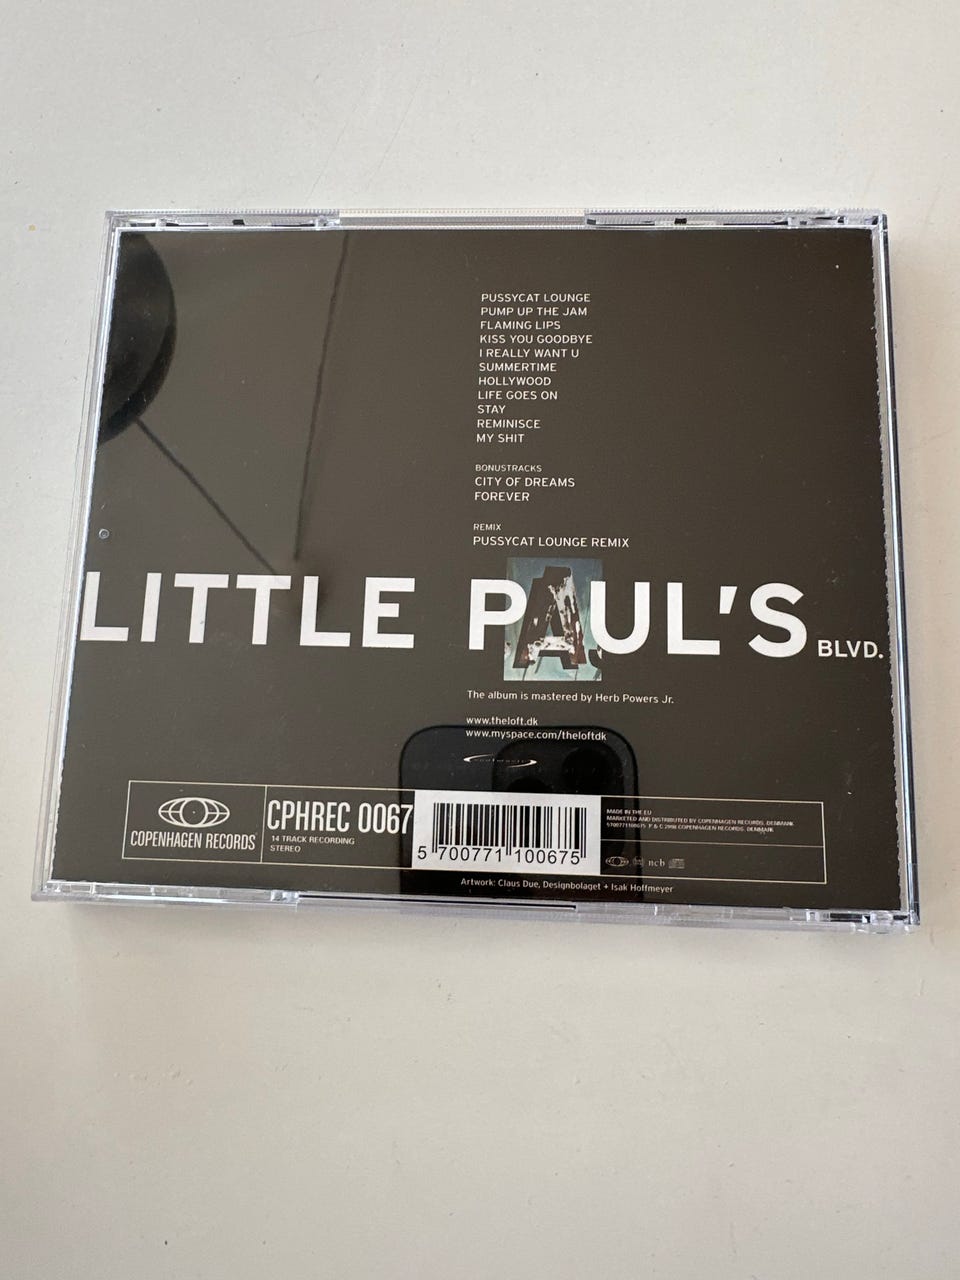 PUSSYCAT LOUNGE
PUMP UP THE JAM
FLAMING LIPS
KISS YOU GOODBYE
I REALLY WANT U
SUMMERTIME
HOLLYWOOD
LIFE GOES ON
STAY
REMINISCE
MY SHIT
BONUSTRACKS
CITY OF DREAMS
FOREVER
REMIX
PUSSYCAT LOUNGE REMIX
LITTLE PAUL'S BLVD.
The album is mastered by Herb Powers Jr.
www.theloft.dk
www.myspace.com/theloftdk
COPENHAGEN RECORDS
CPHREC 0067
14 TRACK RECORDING
STEREO
5 700771 100675
MADE IN THE EU
MARKETED AND DISTRIBUTED BY COPENHAGEN RECORDS, DENMARK
5700771100675 P & C 2008 COPENHAGEN RECORDS, DENMARK
ncb
Artwork: Claus Due, Designbolaget + Isak Hoffmeyer